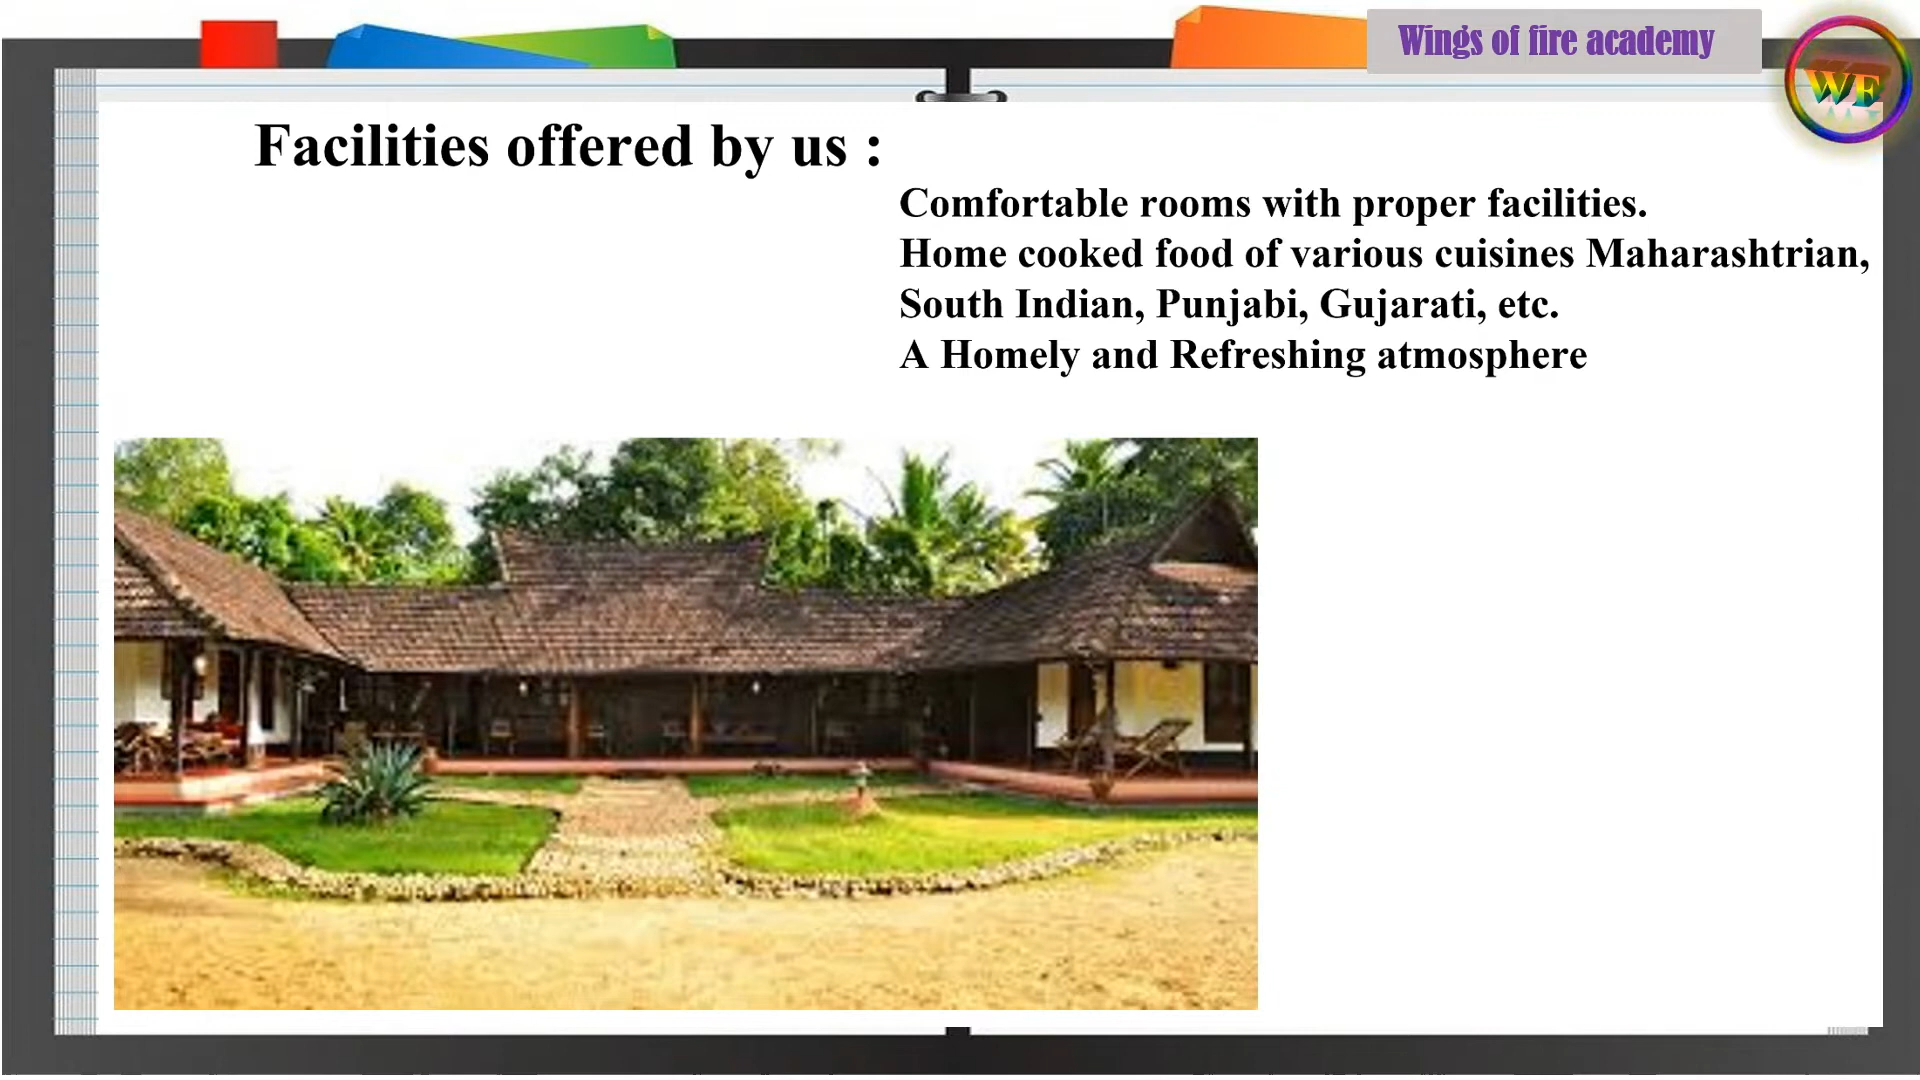 Wings of fire academy
WF
Facilities offered by us :
Comfortable rooms with proper facilities.
Home cooked food of various cuisines Maharashtrian,
South Indian, Punjabi, Gujarati, etc.
A Homely and Refreshing atmosphere